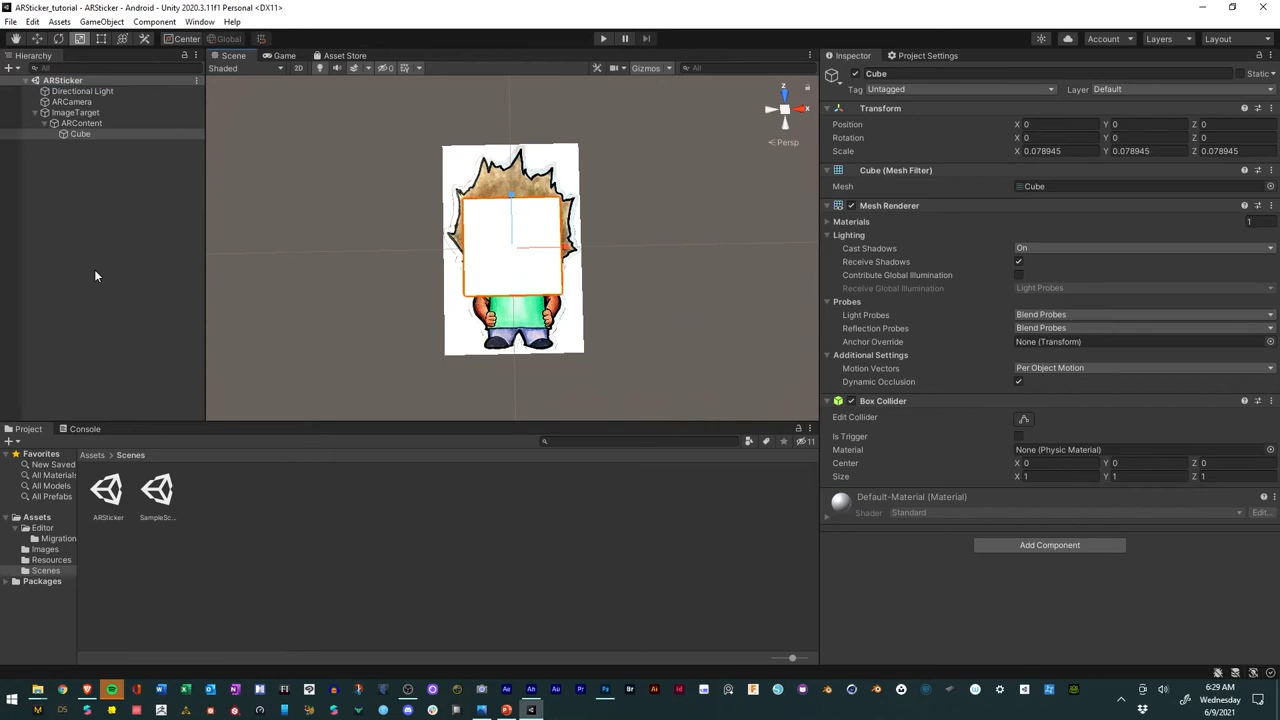 ARSticker_tutorial - ARSticker - Android - Unity 2020.3.11f1 Personal <DX11>
File Edit Assets GameObject Component Window Help
Center Global Account Layers Layout
Hierarchy Scene Game Asset Store Inspector Project Settings
All Shaded 2D 0 Gizmos All
Cube Static
Tag Untagged Layer Default
ARSticker
Directional Light
ARCamera
ImageTarget
ARContent
Cube
z
x
Persp
Transform
Position X 0 Y 0 Z 0
Rotation X 0 Y 0 Z 0
Scale X 0.078945 Y 0.078945 Z 0.078945
Cube (Mesh Filter)
Mesh Cube
Mesh Renderer
Materials 1
Lighting
Cast Shadows On
Receive Shadows
Contribute Global Illumination
Receive Global Illumination Light Probes
Probes
Light Probes Blend Probes
Reflection Probes Blend Probes
Anchor Override None (Transform)
Additional Settings
Motion Vectors Per Object Motion
Dynamic Occlusion
Box Collider
Edit Collider
Is Trigger
Material None (Physic Material)
Center X 0 Y 0 Z 0
Size X 1 Y 1 Z 1
Default-Material (Material)
Shader Standard Edit...
Add Component
Project Console
11
Favorites
New Saved
All Materials
All Models
All Prefabs
Assets
Editor
Migration
Images
Resources
Scenes
Packages
Assets > Scenes
ARSticker SampleSc...
6:29 AM
Wednesday
6/9/2021